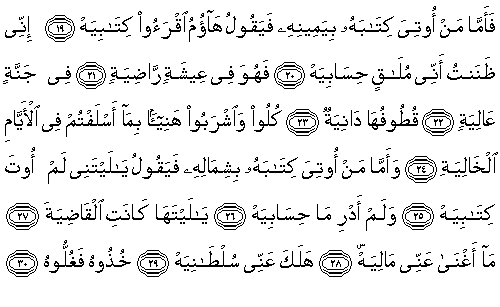 فَأَمَّا مَنْ أُوتِىَ كِتَـٰبَهُۥ بِيَمِينِهِۦ فَيَقُولُ هَآؤُمُ ٱقْرَءُوا۟ كِتَـٰبِيَهْ ١٩ إِنِّى
ظَنَنتُ أَنِّى مُلَـٰقٍ حِسَابِيَهْ ٢٠ فَهُوَ فِى عِيشَةٍ رَّاضِيَةٍ ٢١ فِى جَنَّةٍ
عَالِيَةٍ ٢٢ قُطُوفُهَا دَانِيَةٌ ٢٣ كُلُوا۟ وَٱشْرَبُوا۟ هَنِيٓـًٔۢا بِمَآ أَسْلَفْتُمْ فِى ٱلْأَيَّامِ
ٱلْخَالِيَةِ ٢٤ وَأَمَّا مَنْ أُوتِىَ كِتَـٰبَهُۥ بِشِمَالِهِۦ فَيَقُولُ يَـٰلَيْتَنِى لَمْ أُوتَ
كِتَـٰبِيَهْ ٢٥ وَلَمْ أَدْرِ مَا حِسَابِيَهْ ٢٦ يَـٰلَيْتَهَا كَانَتِ ٱلْقَاضِيَةَ ٢٧
مَآ أَغْنَىٰ عَنِّى مَالِيَهْ ۜ ٢٨ هَلَكَ عَنِّى سُلْطَـٰنِيَهْ ٢٩ خُذُوهُ فَغُلُّوهُ ٣٠